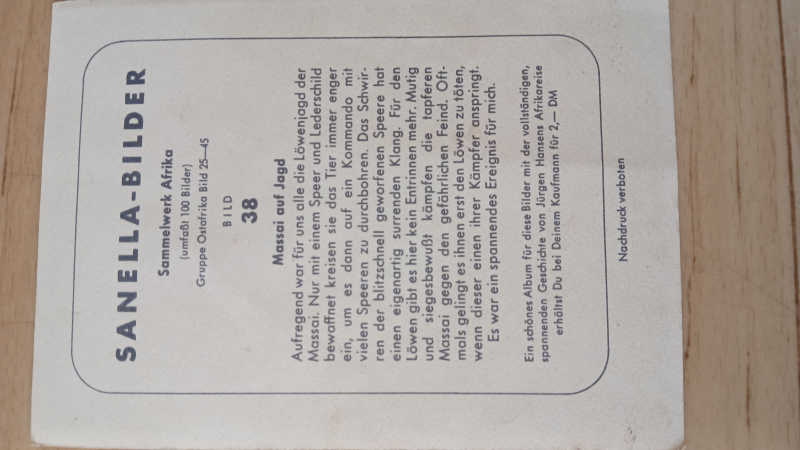 SANELLA-BILDER
Sammelwerk Afrika
(umfaßt 100 Bilder)
Gruppe Ostafrika Bild 25—45
BILD
38
Massai auf Jagd
Aufregend war für uns alle die Löwenjagd der
Massai. Nur mit einem Speer und Lederschild
bewaffnet kreisen sie das Tier immer enger
ein, um es dann auf ein Kommando mit
vielen Speeren zu durchbohren. Das Schwir-
ren der blitzschnell geworfenen Speere hat
einen eigenartig surrenden Klang. Für den
Löwen gibt es hier kein Entrinnen mehr. Mutig
und siegesbewußt kämpfen die tapferen
Massai gegen den gefährlichen Feind. Oft-
mals gelingt es ihnen erst den Löwen zu töten,
wenn dieser einen ihrer Kämpfer anspringt.
Es war ein spannendes Ereignis für mich.
Ein schönes Album für diese Bilder mit der vollständigen,
spannenden Geschichte von Jürgen Hansens Afrikareise
erhältst Du bei Deinem Kaufmann für 2,— DM
Nachdruck verboten